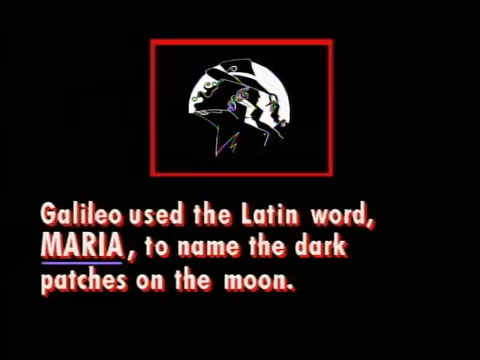 Galileo used the Latin word,
MARIA, to name the dark
patches on the moon.